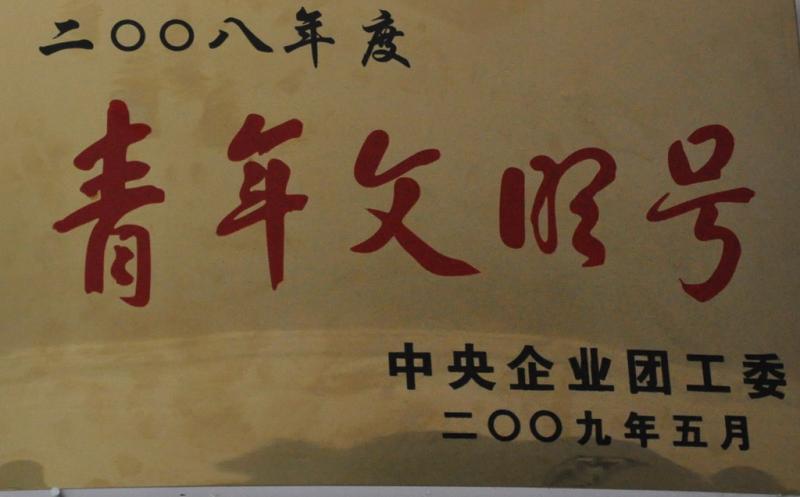 二〇〇八年度
青年文明号
中央企业团工委
二〇〇九年五月